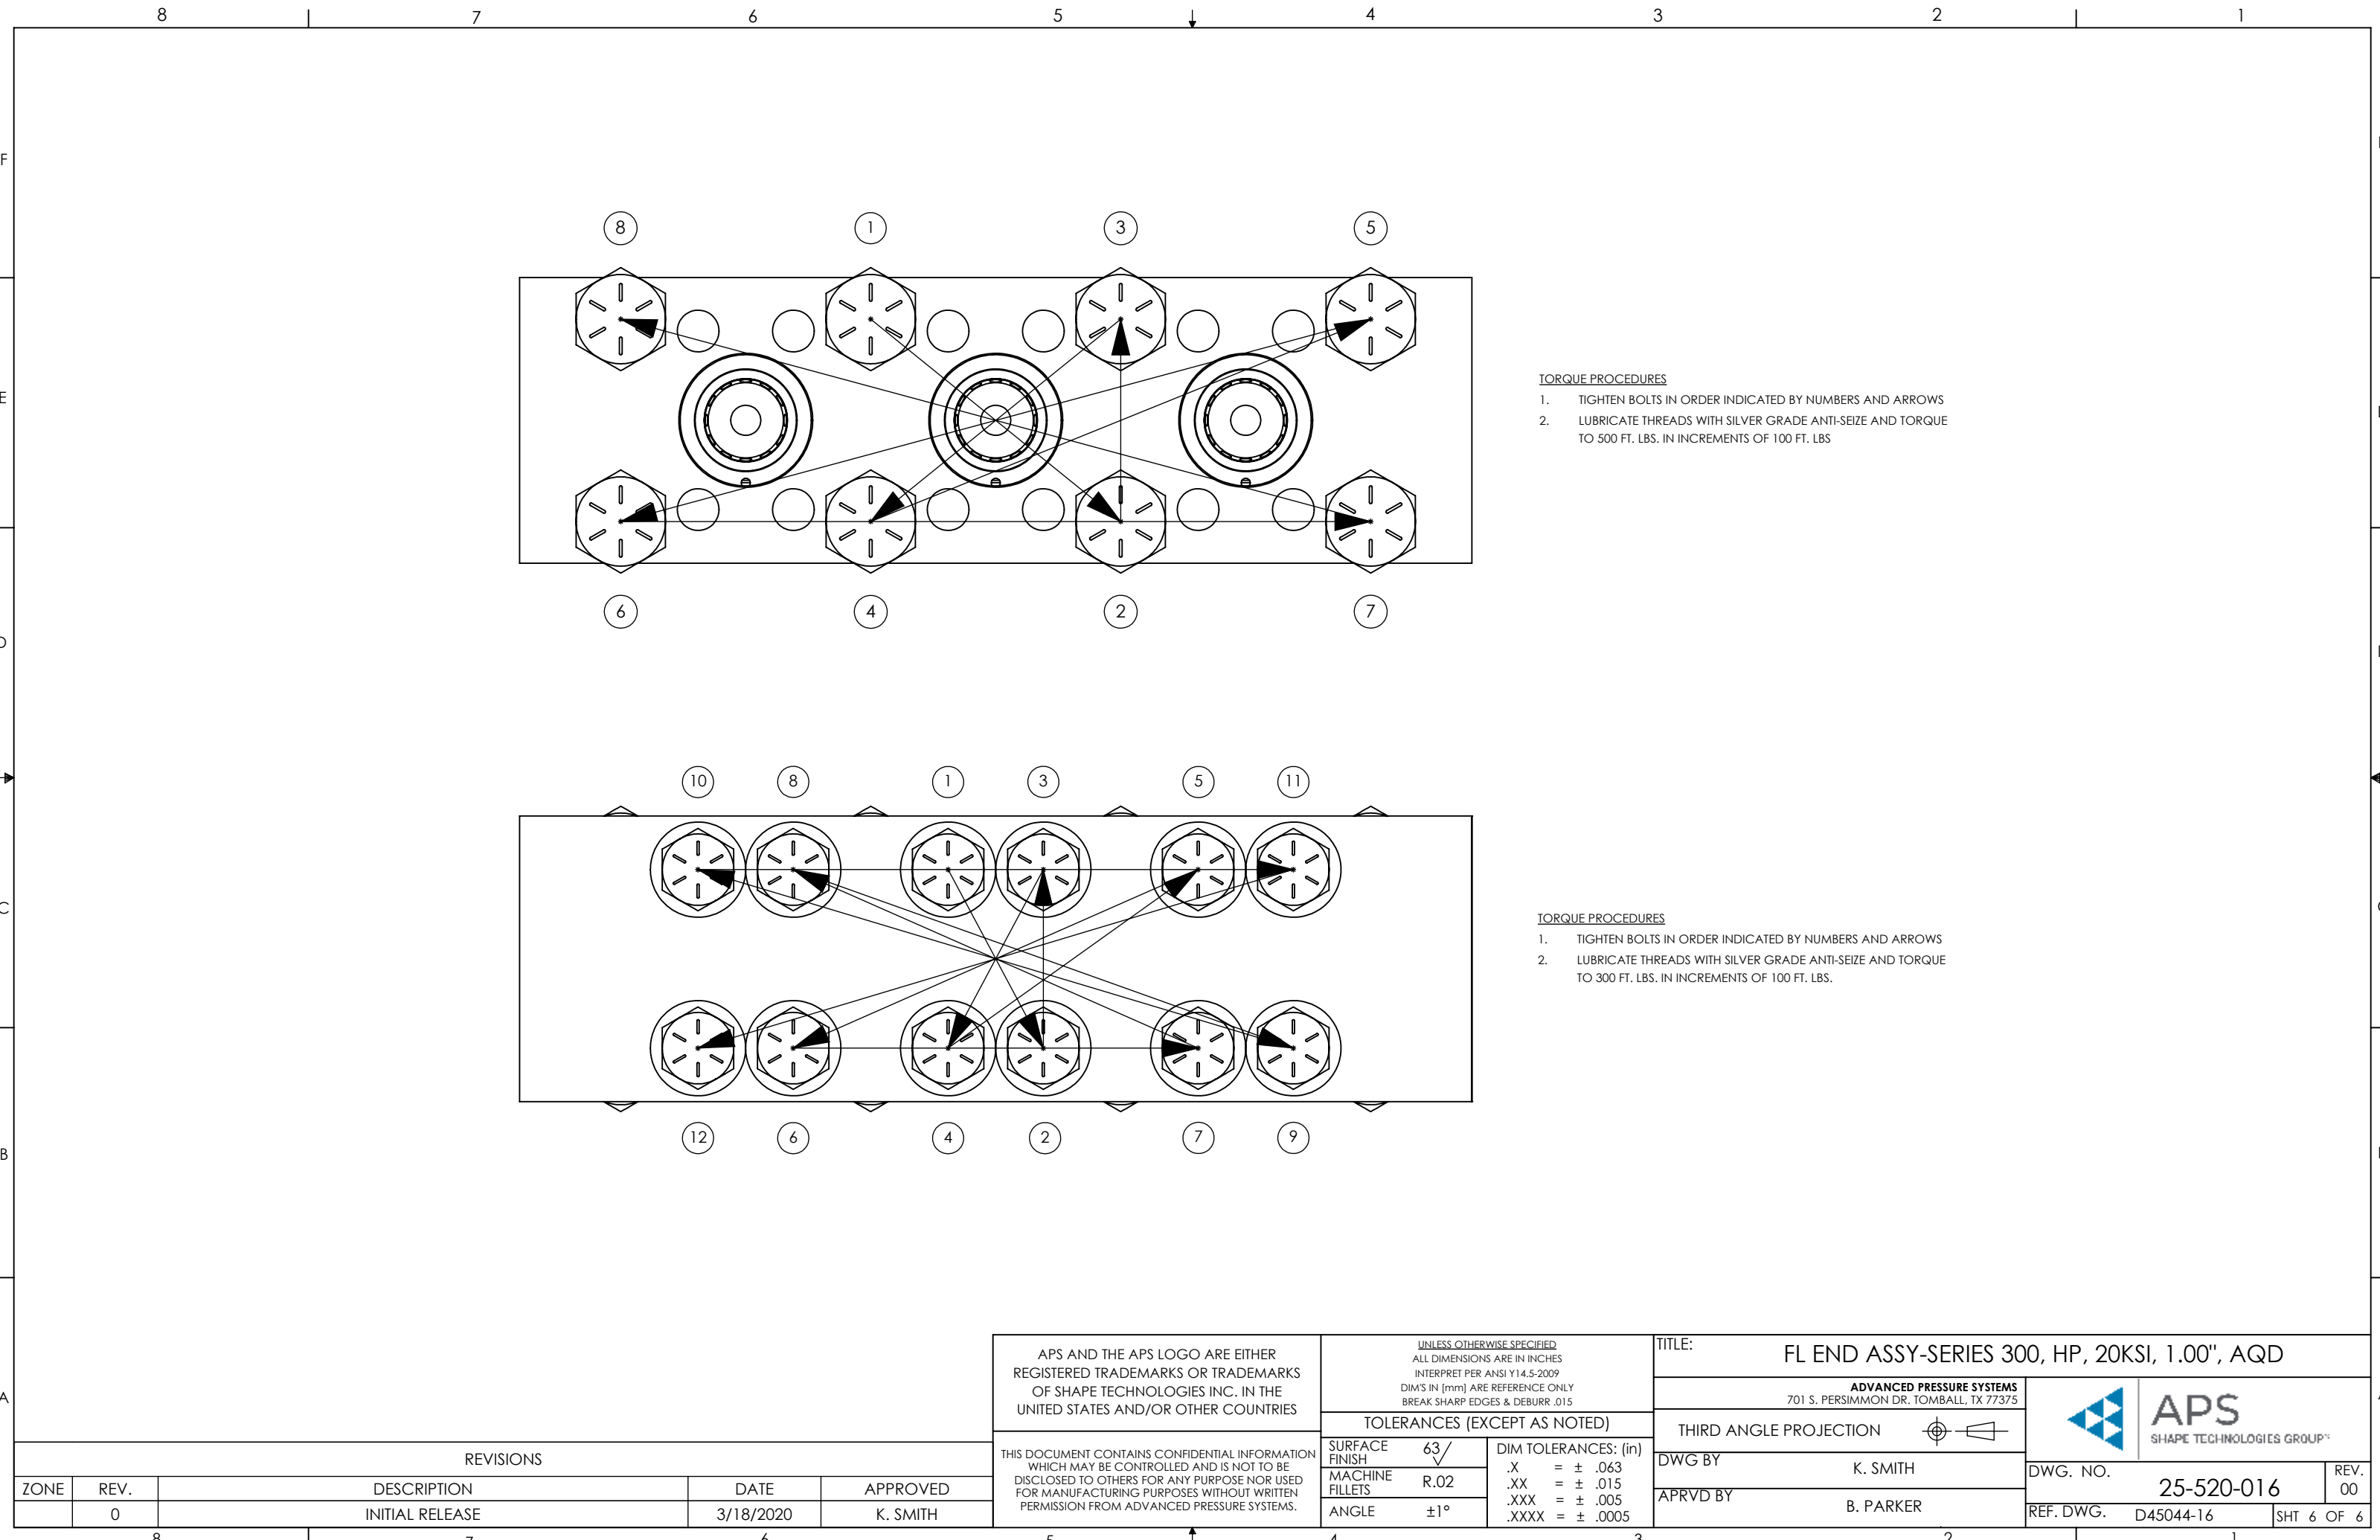 8 7 6 5 4 3 2 1
F
8 1 3 5
E
TORQUE PROCEDURES
1. TIGHTEN BOLTS IN ORDER INDICATED BY NUMBERS AND ARROWS
2. LUBRICATE THREADS WITH SILVER GRADE ANTI-SEIZE AND TORQUE
TO 500 FT. LBS. IN INCREMENTS OF 100 FT. LBS
6 4 2 7
10 8 1 3 5 11
C
TORQUE PROCEDURES
1. TIGHTEN BOLTS IN ORDER INDICATED BY NUMBERS AND ARROWS
2. LUBRICATE THREADS WITH SILVER GRADE ANTI-SEIZE AND TORQUE
TO 300 FT. LBS. IN INCREMENTS OF 100 FT. LBS.
12 6 4 2 7 9
B
A
REVISIONS
ZONE REV. DESCRIPTION DATE APPROVED
0 INITIAL RELEASE 3/18/2020 K. SMITH
APS AND THE APS LOGO ARE EITHER
REGISTERED TRADEMARKS OR TRADEMARKS
OF SHAPE TECHNOLOGIES INC. IN THE
UNITED STATES AND/OR OTHER COUNTRIES
THIS DOCUMENT CONTAINS CONFIDENTIAL INFORMATION
WHICH MAY BE CONTROLLED AND IS NOT TO BE
DISCLOSED TO OTHERS FOR ANY PURPOSE NOR USED
FOR MANUFACTURING PURPOSES WITHOUT WRITTEN
PERMISSION FROM ADVANCED PRESSURE SYSTEMS.
UNLESS OTHERWISE SPECIFIED
ALL DIMENSIONS ARE IN INCHES
INTERPRET PER ANSI Y14.5-2009
DIM'S IN [mm] ARE REFERENCE ONLY
BREAK SHARP EDGES & DEBURR .015
TOLERANCES (EXCEPT AS NOTED)
SURFACE
FINISH 63/
MACHINE
FILLETS R.02
ANGLE ±1°
DIM TOLERANCES: (in)
.X = ± .063
.XX = ± .015
.XXX = ± .005
.XXXX = ± .0005
TITLE: FL END ASSY-SERIES 300, HP, 20KSI, 1.00", AQD
ADVANCED PRESSURE SYSTEMS
701 S. PERSIMMON DR. TOMBALL, TX 77375
THIRD ANGLE PROJECTION
DWG BY K. SMITH
APRVD BY B. PARKER
APS
SHAPE TECHNOLOGIES GROUP
DWG. NO. 25-520-016
REV. 00
REF. DWG. D45044-16
SHT 6 OF 6